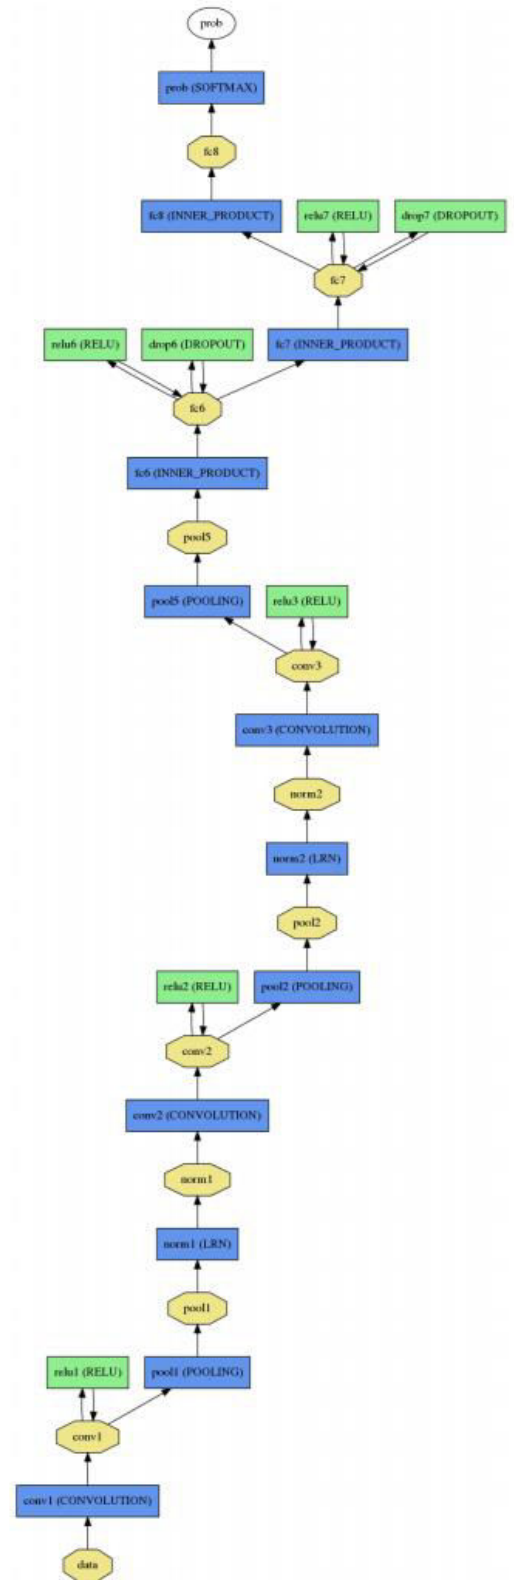 prob
prob (SOFTMAX)
fc8
fc8 (INNER_PRODUCT)
relu7 (RELU)
drop7 (DROPOUT)
fc7
relu6 (RELU)
drop6 (DROPOUT)
fc7 (INNER_PRODUCT)
fc6
fc6 (INNER_PRODUCT)
pool5
pool5 (POOLING)
relu3 (RELU)
conv3
conv3 (CONVOLUTION)
norm2
norm2 (LRN)
pool2
relu2 (RELU)
pool2 (POOLING)
conv2
conv2 (CONVOLUTION)
norm1
norm1 (LRN)
pool1
relu1 (RELU)
pool1 (POOLING)
conv1
conv1 (CONVOLUTION)
data